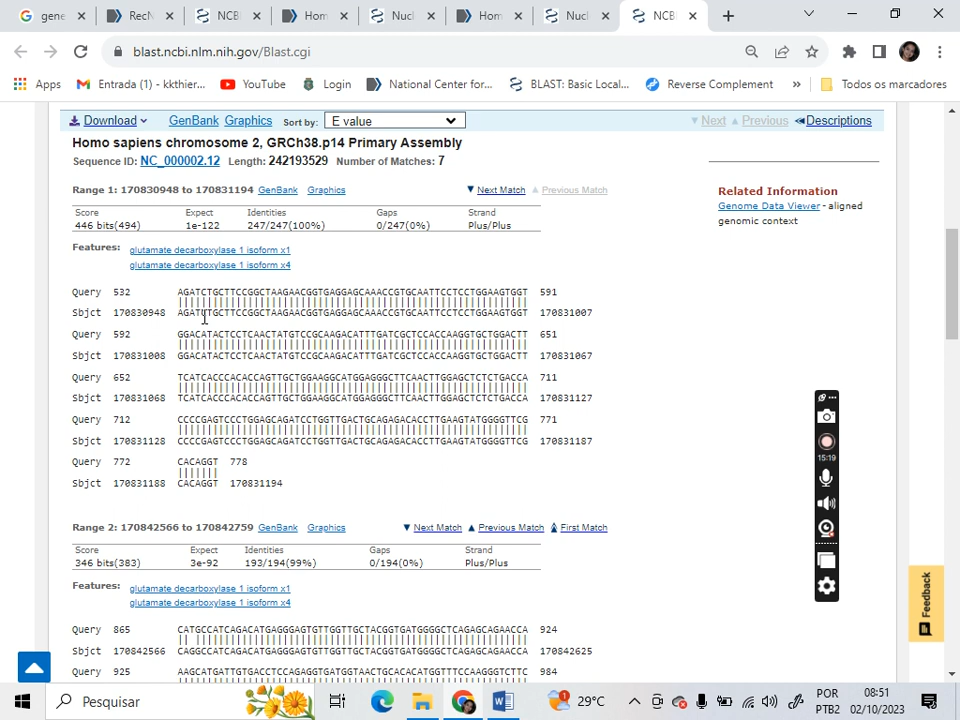 gene
RecN
NCBI
Hom
Nucl
Hom
Nucl
NCBI
blast.ncbi.nlm.nih.gov/Blast.cgi
Apps
Entrada (1) - kkthier...
YouTube
Login
National Center for...
BLAST: Basic Local...
Reverse Complement
»
Todos os marcadores
Download
GenBank
Graphics
Sort by:
E value
Next
Previous
Descriptions
Homo sapiens chromosome 2, GRCh38.p14 Primary Assembly
Sequence ID: NC_000002.12 Length: 242193529 Number of Matches: 7
Related Information
Genome Data Viewer - aligned
genomic context
Range 1: 170830948 to 170831194 GenBank Graphics Next Match Previous Match
Score Expect Identities Gaps Strand
446 bits(494) 1e-122 247/247(100%) 0/247(0%) Plus/Plus
Features: glutamate decarboxylase 1 isoform x1
glutamate decarboxylase 1 isoform x4
Query 532 AGATCTGCTTCCGGCTAAGAACGGTGAGGAGCAAACCGTGCAATTCCTCCTGGAAGTGGT 591
Sbjct 170830948 AGATCTGCTTCCGGCTAAGAACGGTGAGGAGCAAACCGTGCAATTCCTCCTGGAAGTGGT 170831007
Query 592 GGACATACTCCTCAACTATGTCCGCAAGACATTTGATCGCTCCACCAAGGTGCTGGACTT 651
Sbjct 170831008 GGACATACTCCTCAACTATGTCCGCAAGACATTTGATCGCTCCACCAAGGTGCTGGACTT 170831067
Query 652 TCATCACCCACACCAGTTGCTGGAAGGCATGGAGGGCTTCAACTTGGAGCTCTCTGACCA 711
Sbjct 170831068 TCATCACCCACACCAGTTGCTGGAAGGCATGGAGGGCTTCAACTTGGAGCTCTCTGACCA 170831127
Query 712 CCCCGAGTCCCTGGAGCAGATCCTGGTTGACTGCAGAGACACCTTGAAGTATGGGGTTCG 771
Sbjct 170831128 CCCCGAGTCCCTGGAGCAGATCCTGGTTGACTGCAGAGACACCTTGAAGTATGGGGTTCG 170831187
Query 772 CACAGGT 778
Sbjct 170831188 CACAGGT 170831194
Range 2: 170842566 to 170842759 GenBank Graphics Next Match Previous Match First Match
Score Expect Identities Gaps Strand
346 bits(383) 3e-92 193/194(99%) 0/194(0%) Plus/Plus
Features: glutamate decarboxylase 1 isoform x1
glutamate decarboxylase 1 isoform x4
Query 865 CATGCCATCAGACATGAGGGAGTGTTGGTTGCTACGGTGATGGGGCTCAGAGCAGAACCA 924
Sbjct 170842566 CAGGCCATCAGACATGAGGGAGTGTTGGTTGCTACGGTGATGGGGCTCAGAGCAGAACCA 170842625
Query 925 AAGCATGATTGTGACCTCCAGAGGTGATGGTAACTGCACACATGGTTTCCAAGGGTCTTC 984
15:19
Feedback
Pesquisar
29°C
POR
PTB2
08:51
02/10/2023